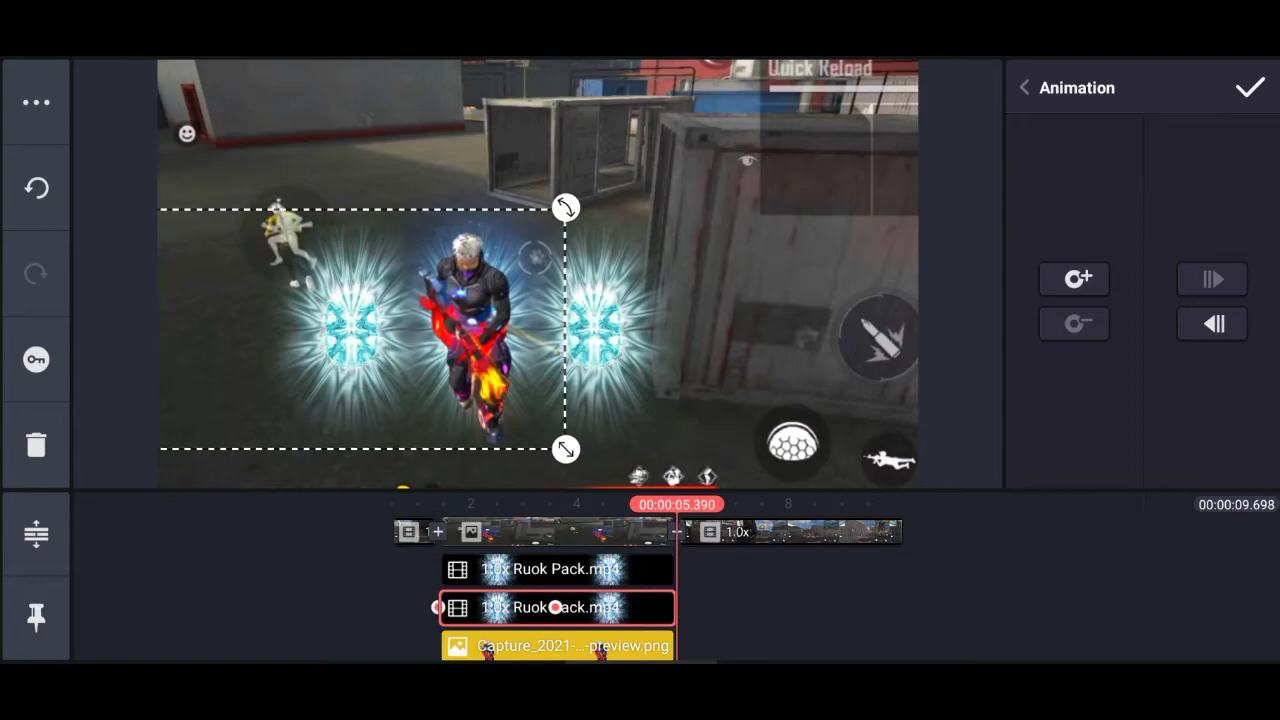 Quick Reload
Animation
2
4
00:00:05.390
8
00:00:09.698
1
1.0x
1.0x Ruok Pack.mp4
1.0x Ruok Pack.mp4
Capture_2021-...-preview.png